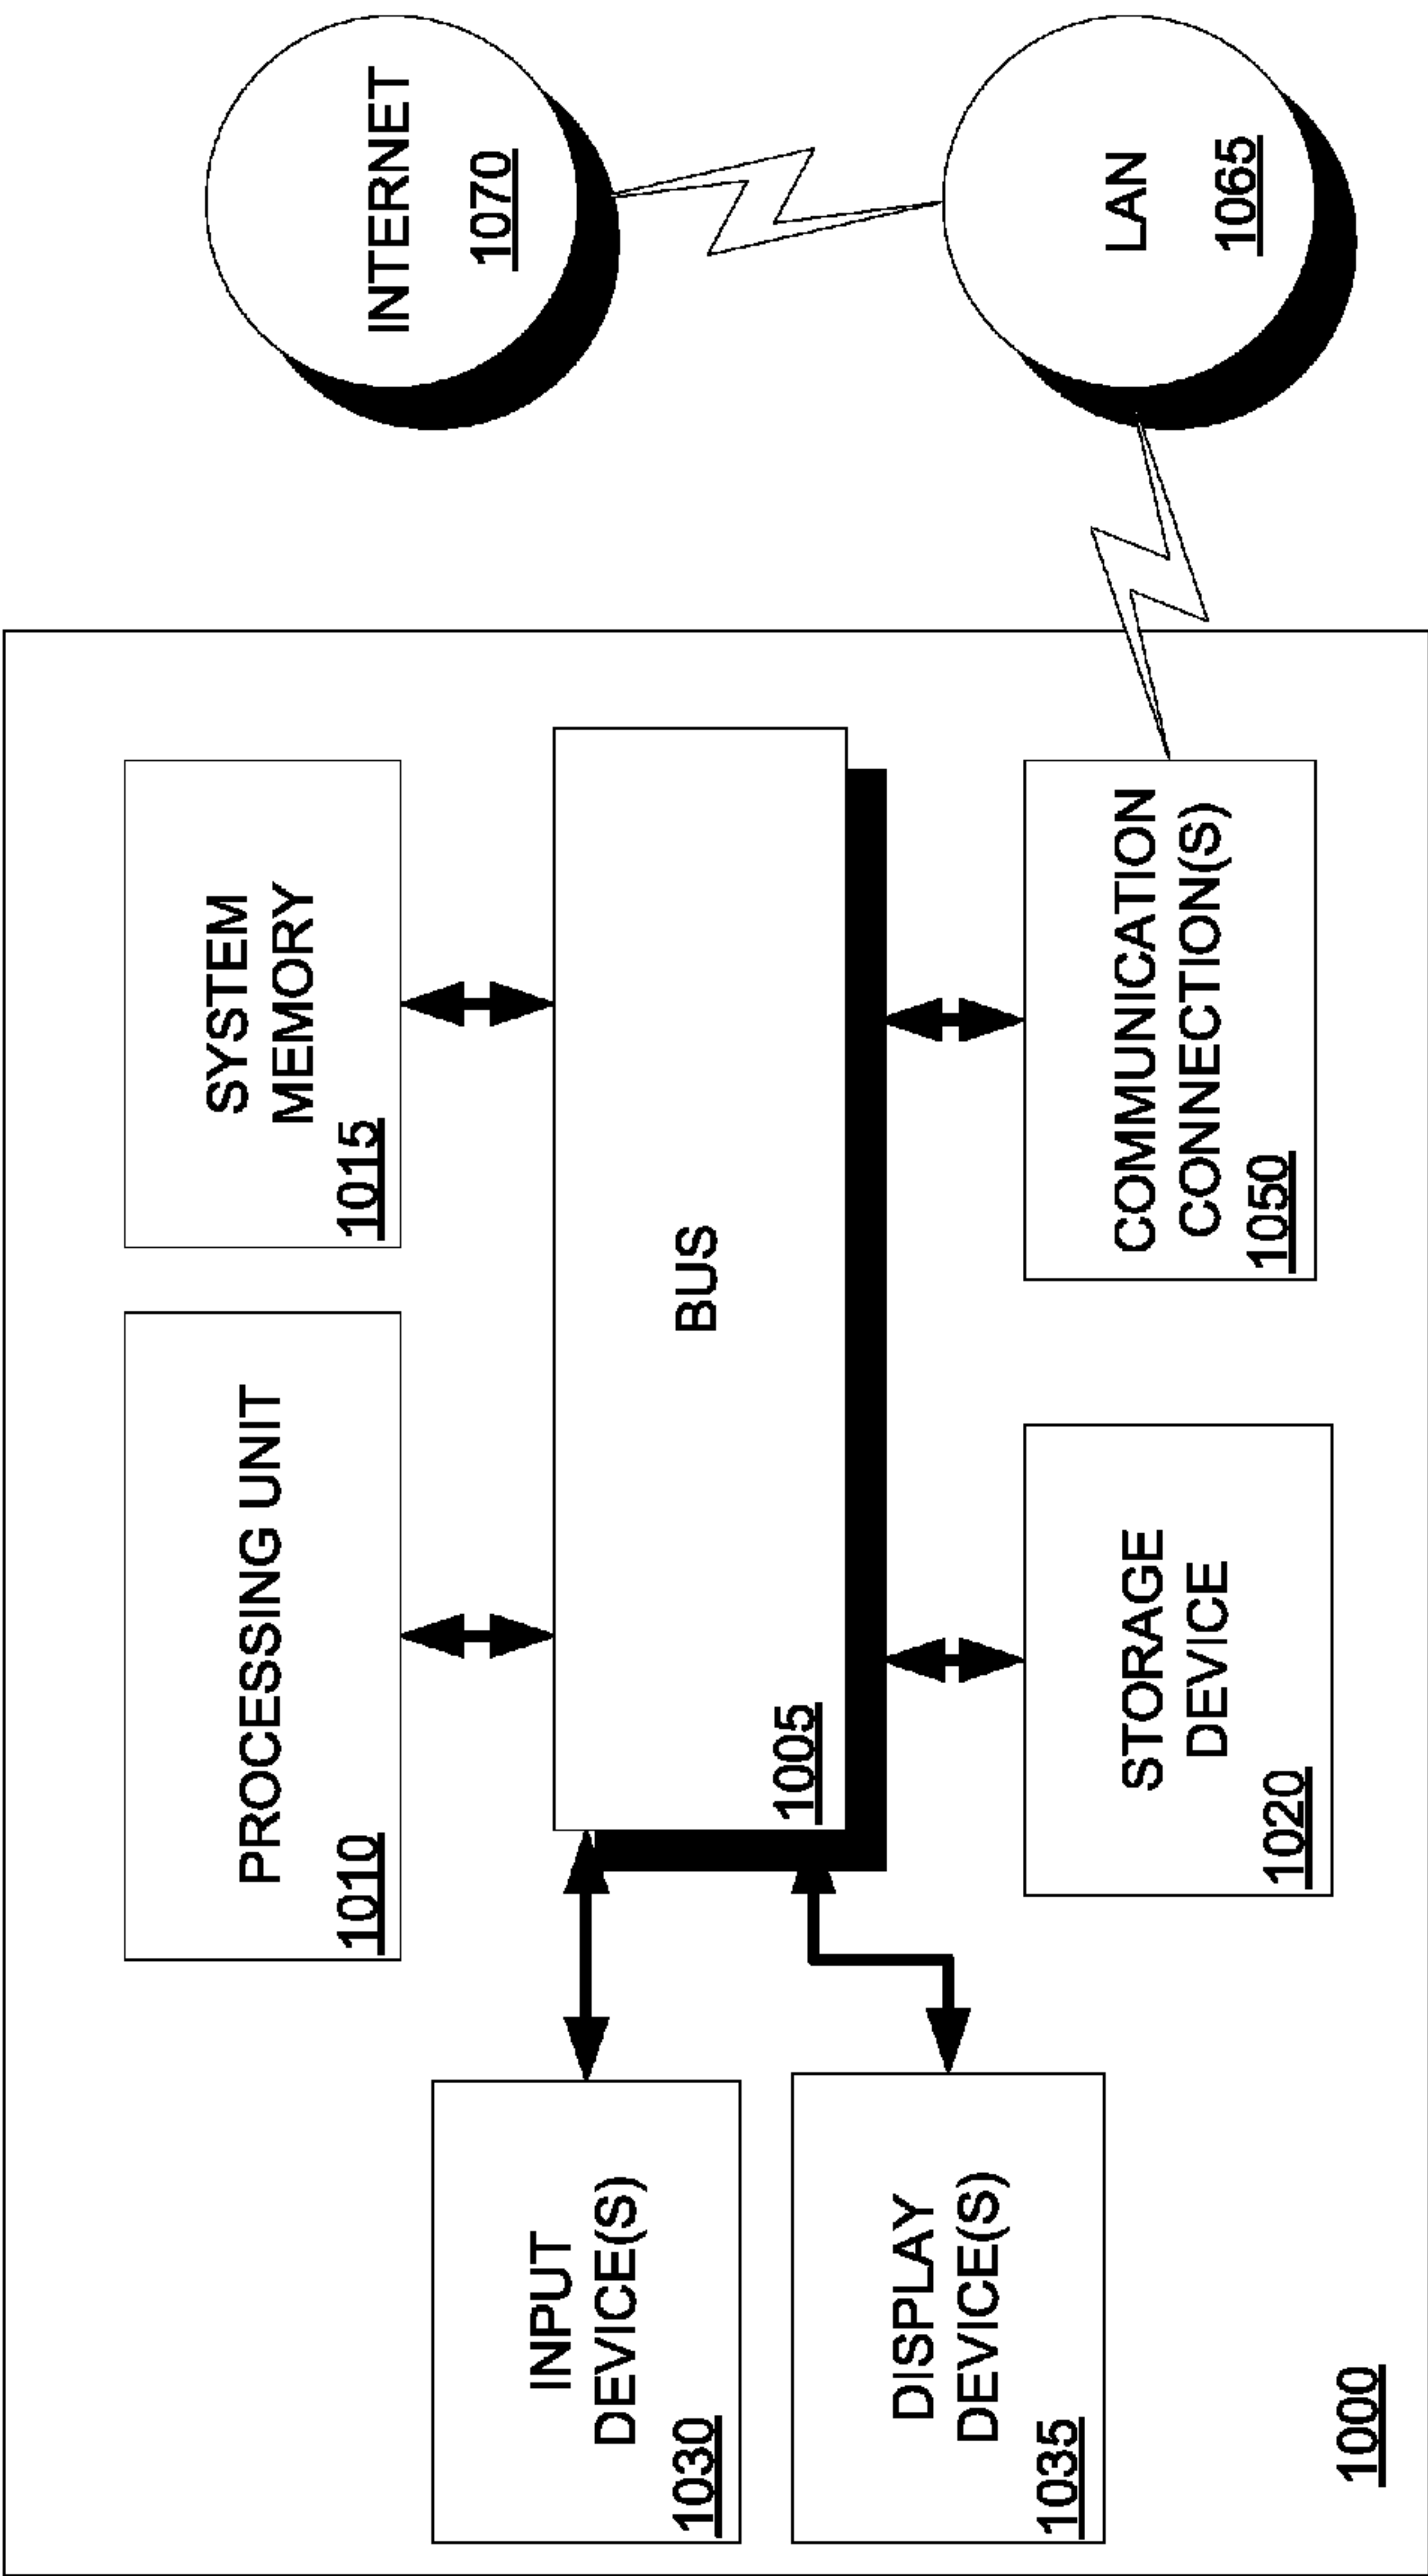 PROCESSING UNIT
1010
SYSTEM
MEMORY
1015
INTERNET
1070
INPUT
DEVICE(S)
1030
BUS
1005
DISPLAY
DEVICE(S)
1035
STORAGE
DEVICE
1020
COMMUNICATION
CONNECTION(S)
1050
LAN
1065
1000